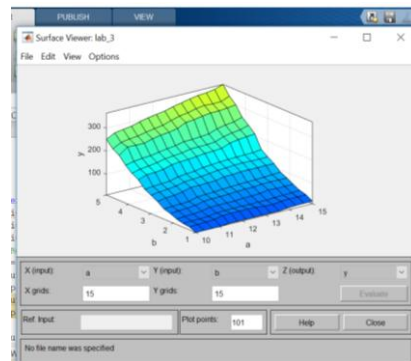 PUBLISH VIEW
Surface Viewer: lab_3
File Edit View Options
300
200
100
y
5
4
3
2
1
b
10
11
12
13
14
15
a
X (input): a Y (input): b Z (output): y
X grids: 15 Y grids: 15 Evaluate
Ref. Input: Plot points: 101 Help Close
No file name was specified